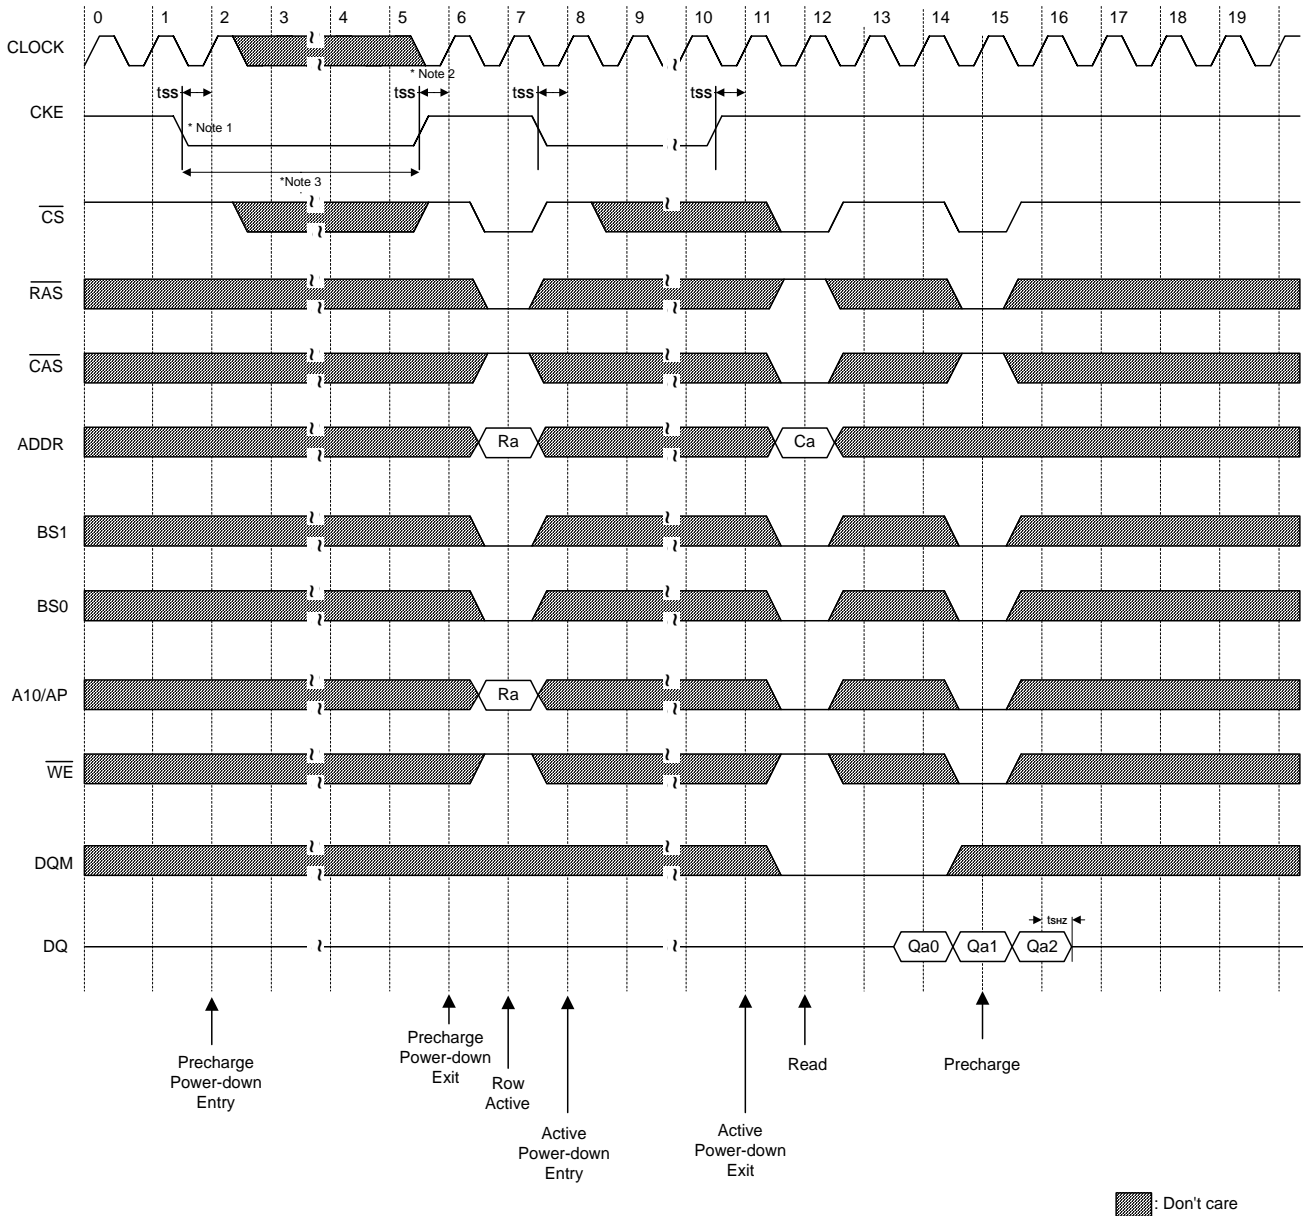 0 1 2 3 4 5 6 7 8 9 10 11 12 13 14 15 16 17 18 19
CLOCK
* Note 2
tss tss tss tss
CKE
* Note 1
*Note 3
CS
RAS
CAS
ADDR Ra Ca
BS1
BS0
A10/AP Ra
WE
DQM
tSHZ
DQ Qa0 Qa1 Qa2
Precharge
Power-down
Entry
Precharge
Power-down
Exit
Row
Active
Active
Power-down
Entry
Active
Power-down
Exit
Read
Precharge
: Don't care